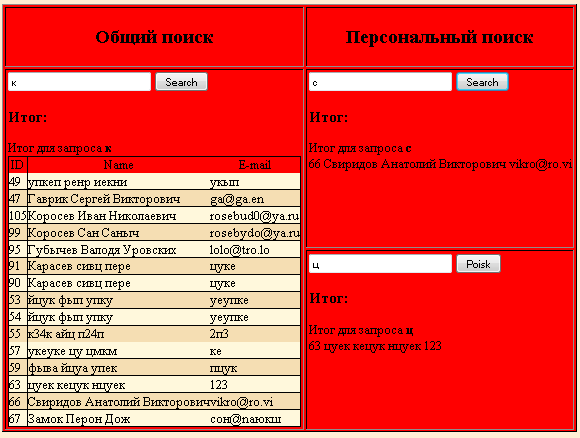 Общий поиск
Персональный поиск
к Search
Итог:
Итог для запроса к
ID Name E-mail
49 упкеп ренр иекни укып
47 Гаврик Сергей Викторович ga@ga.en
105 Коросев Иван Николаевич rosebud0@ya.ru
99 Коросев Сан Саныч rosebydo@ya.ru
95 Губычев Валодя Уровских lolo@tro.lo
91 Карасев сивц пере цуке
90 Карасев сивц пере цуке
53 йцук фып упку уеупке
54 йцук фып упку уеупке
55 к34к айц п24п 2п3
57 укеуке цу цмкм ке
59 фыва йцуа упек пцук
63 цуек кецук нцуек 123
66 Свиридов Анатолий Викторович vikro@ro.vi
67 Замок Перон Дож сон@паюкш
с Search
Итог:
Итог для запроса с
66 Свиридов Анатолий Викторович vikro@ro.vi
ц Poisk
Итог:
Итог для запроса ц
63 цуек кецук нцуек 123